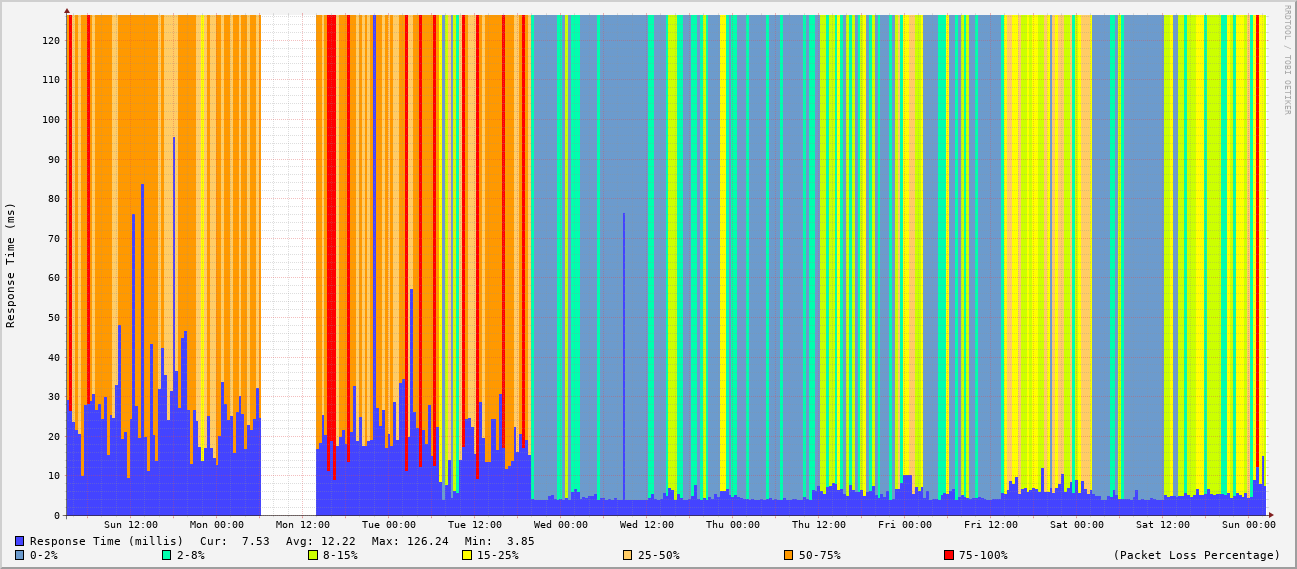 RRDTOOL / TOBI OETIKER
Response Time (ms)
120
110
100
90
80
70
60
50
40
30
20
10
0
Sun 12:00 Mon 00:00 Mon 12:00 Tue 00:00 Tue 12:00 Wed 00:00 Wed 12:00 Thu 00:00 Thu 12:00 Fri 00:00 Fri 12:00 Sat 00:00 Sat 12:00 Sun 00:00
Response Time (millis) Cur: 7.53 Avg: 12.22 Max: 126.24 Min: 3.85
0-2% 2-8% 8-15% 15-25% 25-50% 50-75% 75-100% (Packet Loss Percentage)